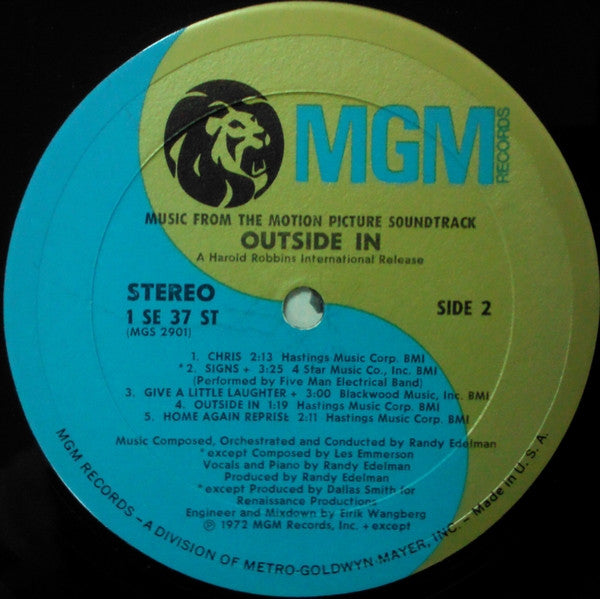 MGM
RECORDS
MUSIC FROM THE MOTION PICTURE SOUNDTRACK
OUTSIDE IN
A Harold Robbins International Release
STEREO
1 SE 37 ST
(MGS 2901)
SIDE 2
1. CHRIS 2:13 Hastings Music Corp. BMI
*2. SIGNS + 3:25 4 Star Music Co., Inc. BMI
(Performed by Five Man Electrical Band)
3. GIVE A LITTLE LAUGHTER + 3:00 Blackwood Music, Inc. BMI
4. OUTSIDE IN 1:19 Hastings Music Corp. BMI
5. HOME AGAIN REPRISE 2:11 Hastings Music Corp. BMI
Music Composed, Orchestrated and Conducted by Randy Edelman
*except Composed by Les Emmerson
Vocals and Piano by Randy Edelman
Produced by Randy Edelman
*except Produced by Dallas Smith for
Renaissance Productions
Engineer and Mixdown by Eirik Wangberg
℗ 1972 MGM Records, Inc. + except
MGM RECORDS – A DIVISION OF METRO-GOLDWYN-MAYER, INC. – Made in U. S. A.